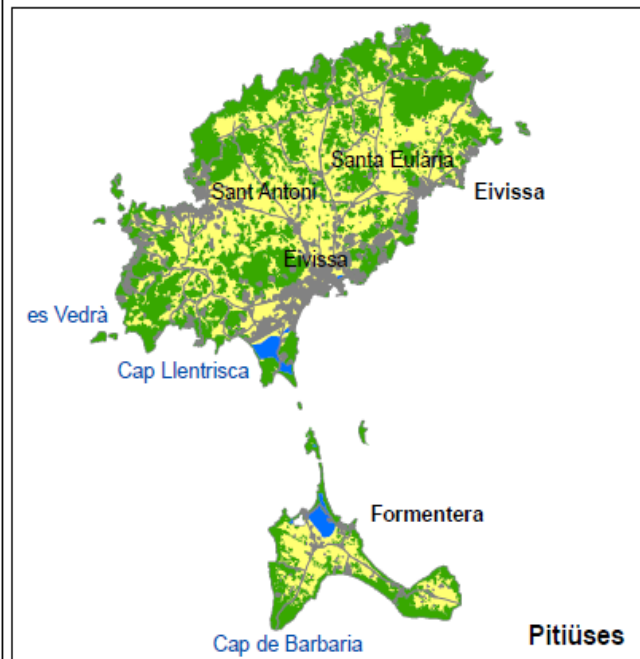 Santa Eulària
Sant Antoni
Eivissa
Eivissa
es Vedrà
Cap Llentrisca
Formentera
Cap de Barbaria
Pitiüses